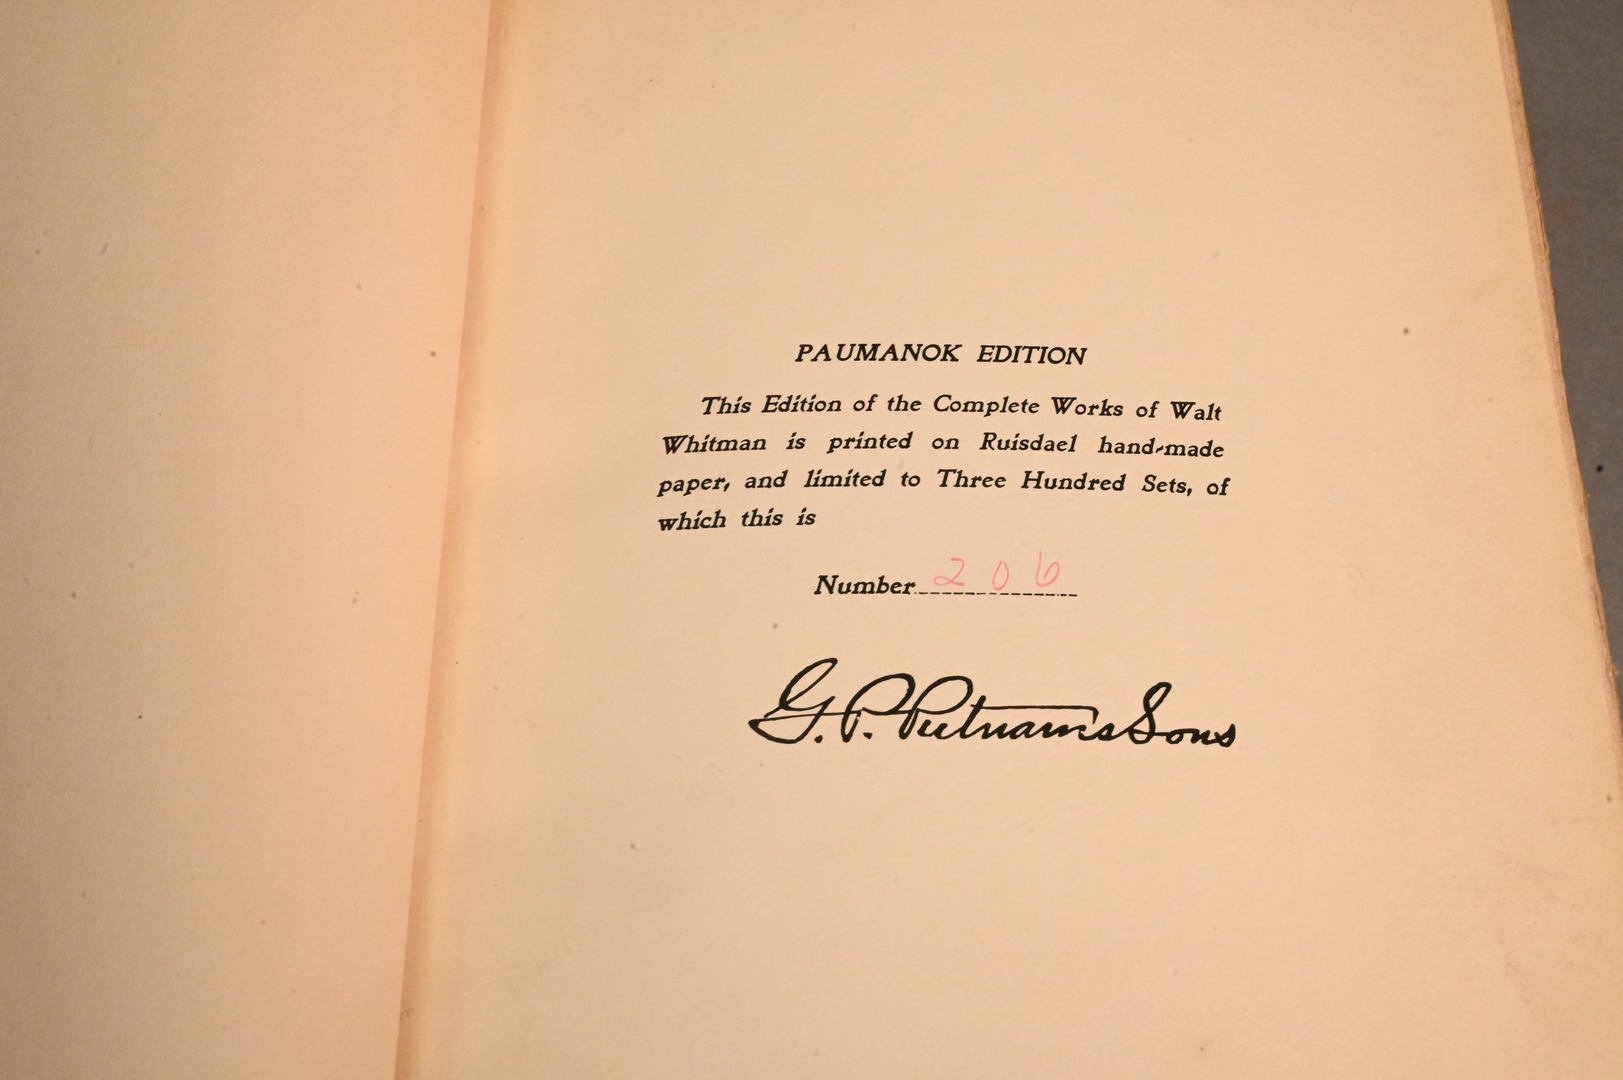 PAUMANOK EDITION
This Edition of the Complete Works of Walt
Whitman is printed on Ruisdael hand-made
paper, and limited to Three Hundred Sets, of
which this is
Number 206
G. P. Putnam's Sons